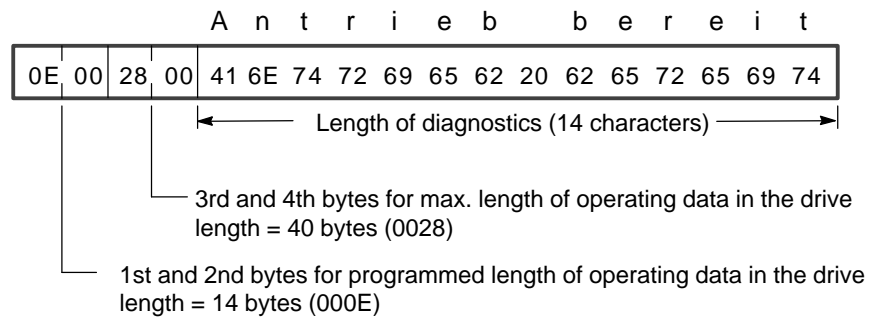 A n t r i e b b e r e i t
0E 00 28 00 41 6E 74 72 69 65 62 20 62 65 72 65 69 74
Length of diagnostics (14 characters)
3rd and 4th bytes for max. length of operating data in the drive
length = 40 bytes (0028)
1st and 2nd bytes for programmed length of operating data in the drive
length = 14 bytes (000E)